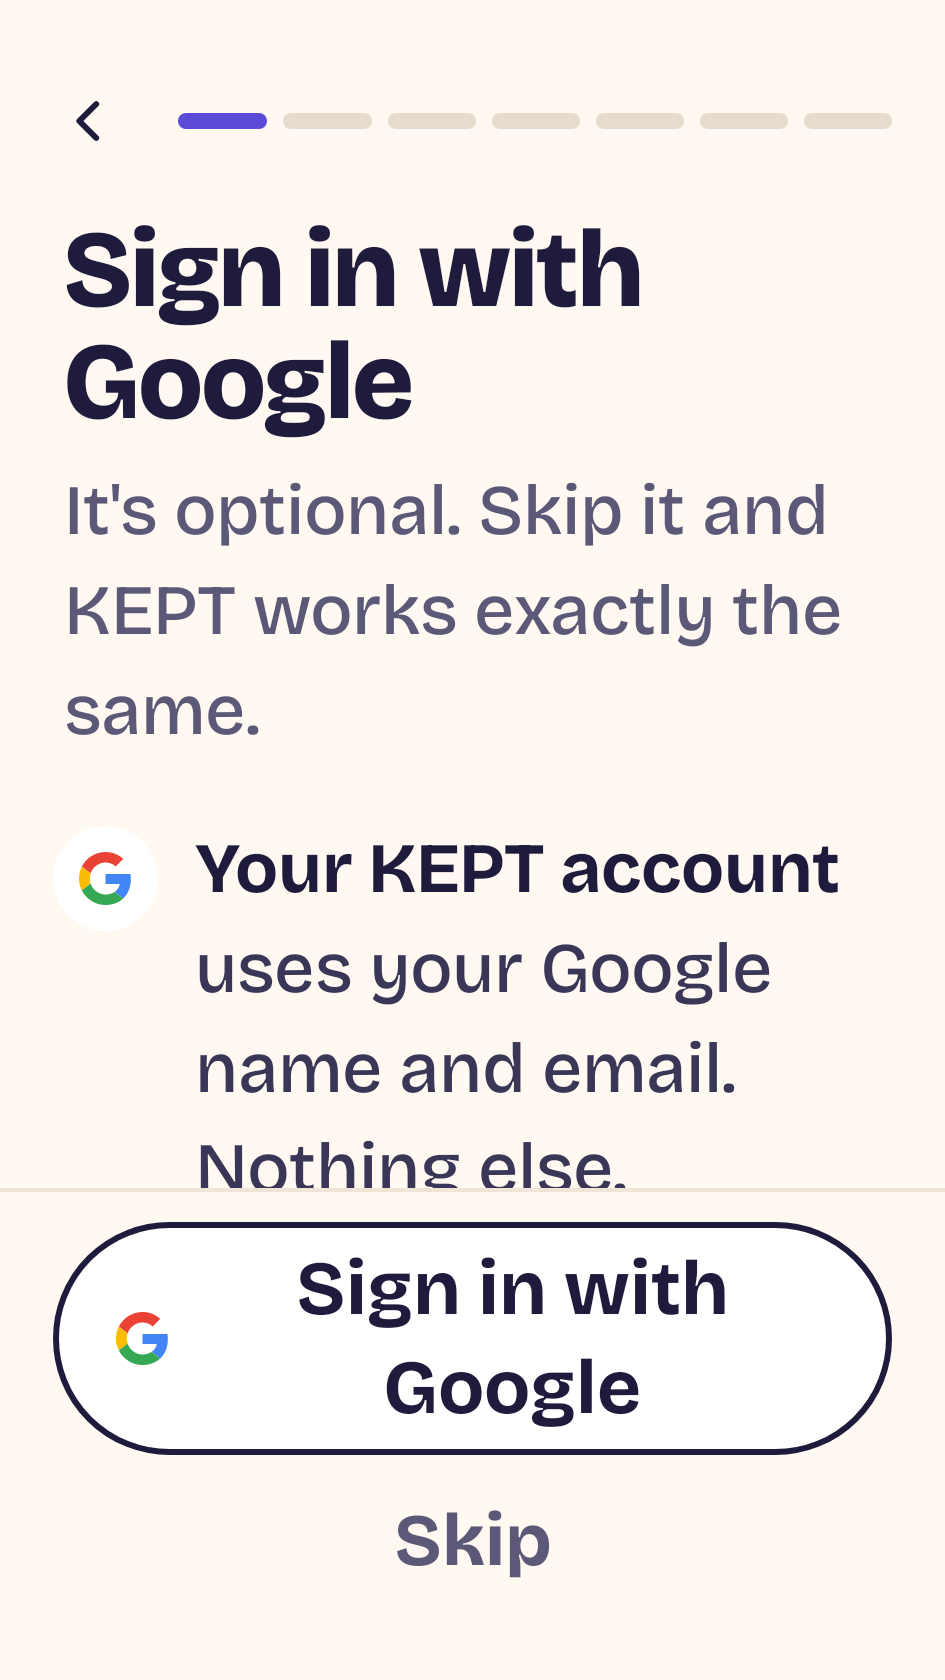 Sign in with
Google
It's optional. Skip it and
KEPT works exactly the
same.
Your KEPT account
uses your Google
name and email.
Nothing else.
Sign in with
Google
Skip